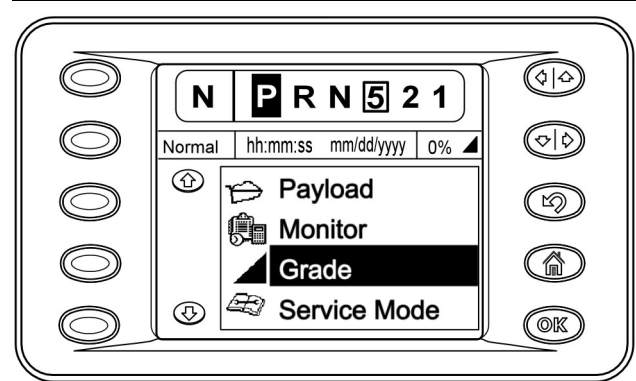 N P R N 5 2 1
Normal hh:mm:ss mm/dd/yyyy 0%
Payload
Monitor
Grade
Service Mode
OK